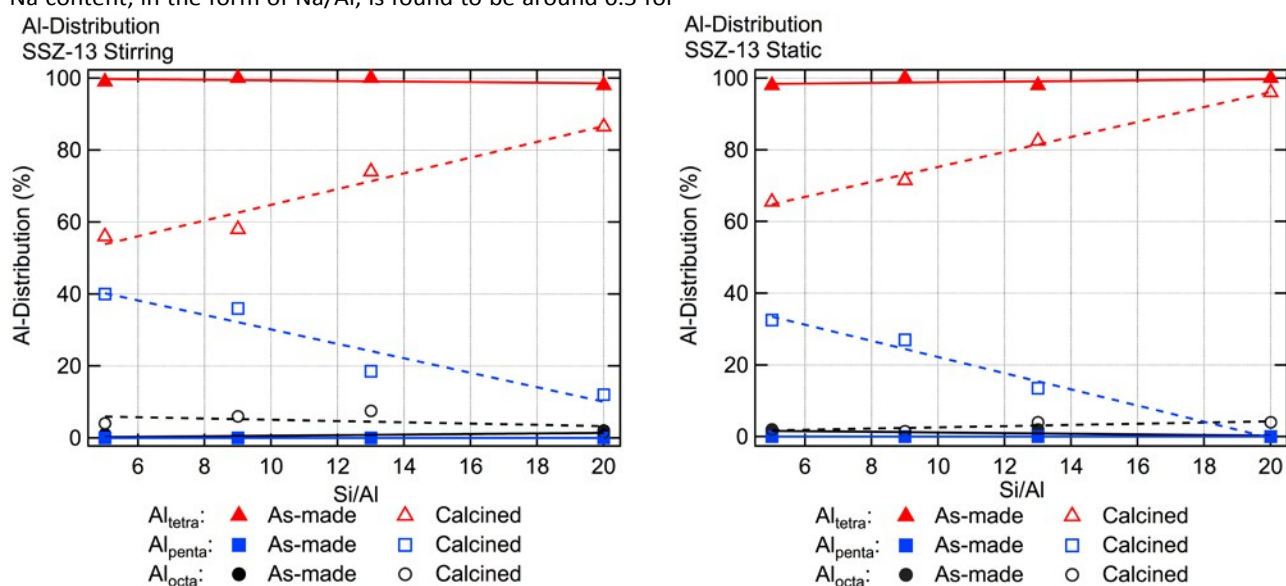 Na content, in the form of Na/Al, is found to be around 0.3 for
Al-Distribution
SSZ-13 Stirring
100
80
60
40
20
0
Al-Distribution (%)
6 8 10 12 14 16 18 20
Si/Al
Al_tetra: As-made Calcined
Al_penta: As-made Calcined
Al_octa: As-made Calcined
Al-Distribution
SSZ-13 Static
100
80
60
40
20
0
Al-Distribution (%)
6 8 10 12 14 16 18 20
Si/Al
Al_tetra: As-made Calcined
Al_penta: As-made Calcined
Al_octa: As-made Calcined